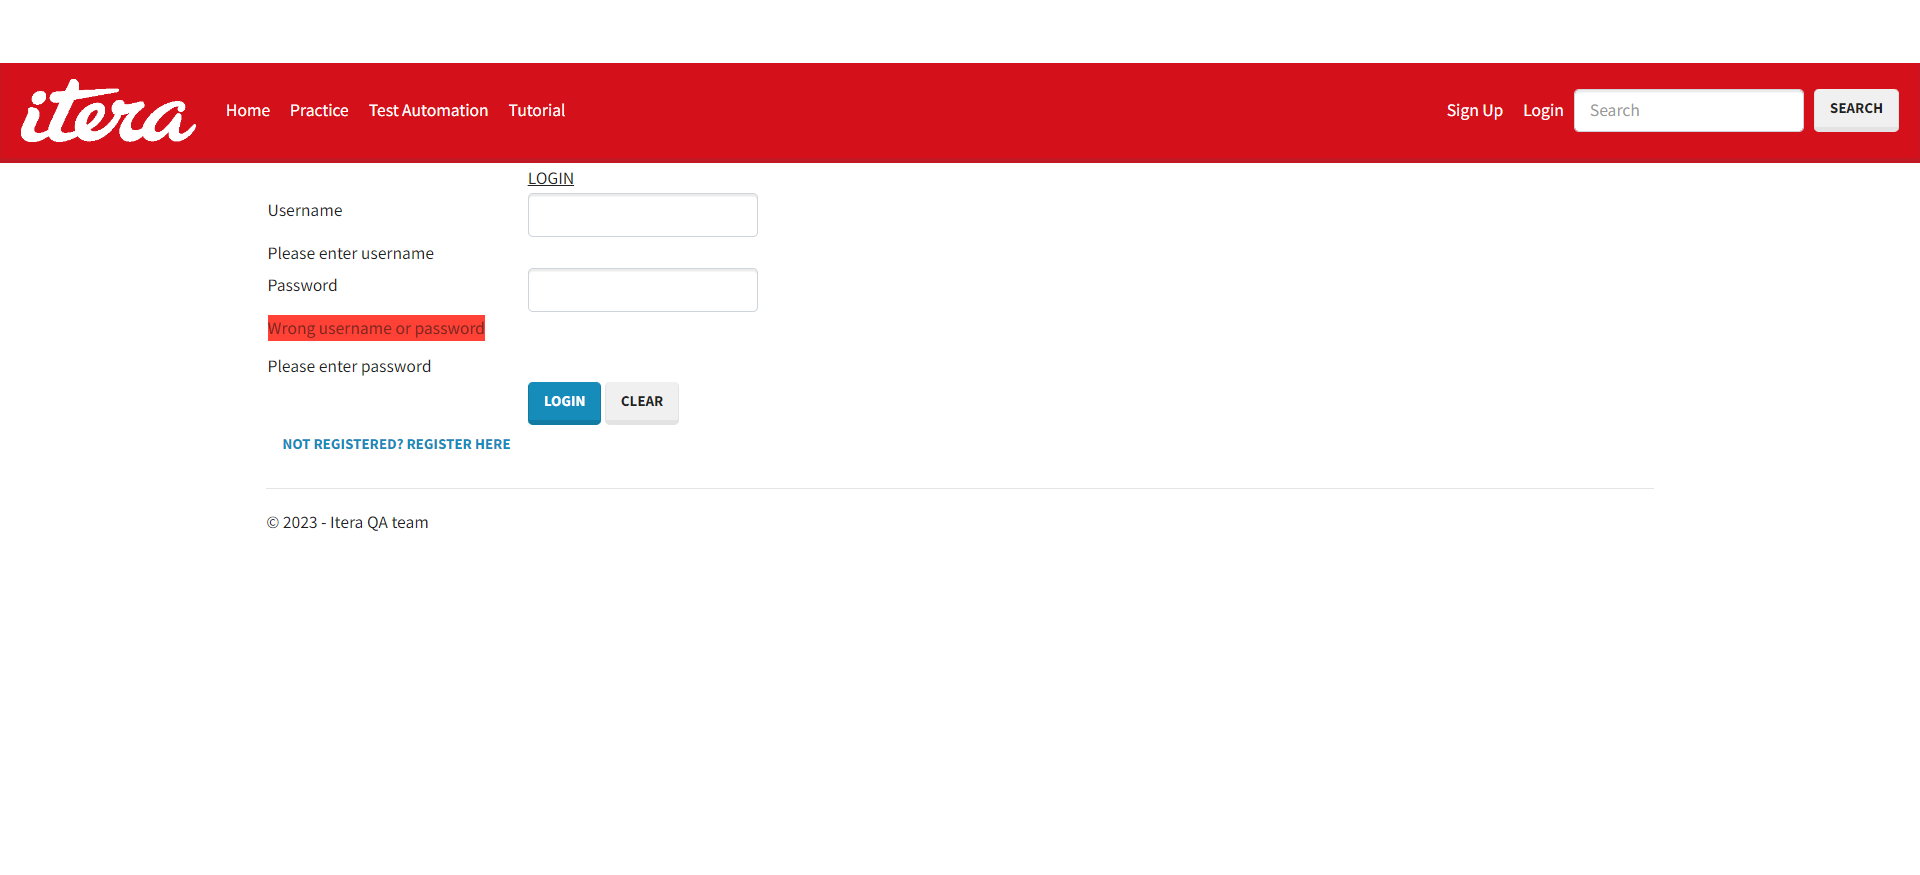 itera
Home Practice Test Automation Tutorial Sign Up Login Search SEARCH
LOGIN
Username
Please enter username
Password
Wrong username or password
Please enter password
LOGIN CLEAR
NOT REGISTERED? REGISTER HERE
© 2023 - Itera QA team